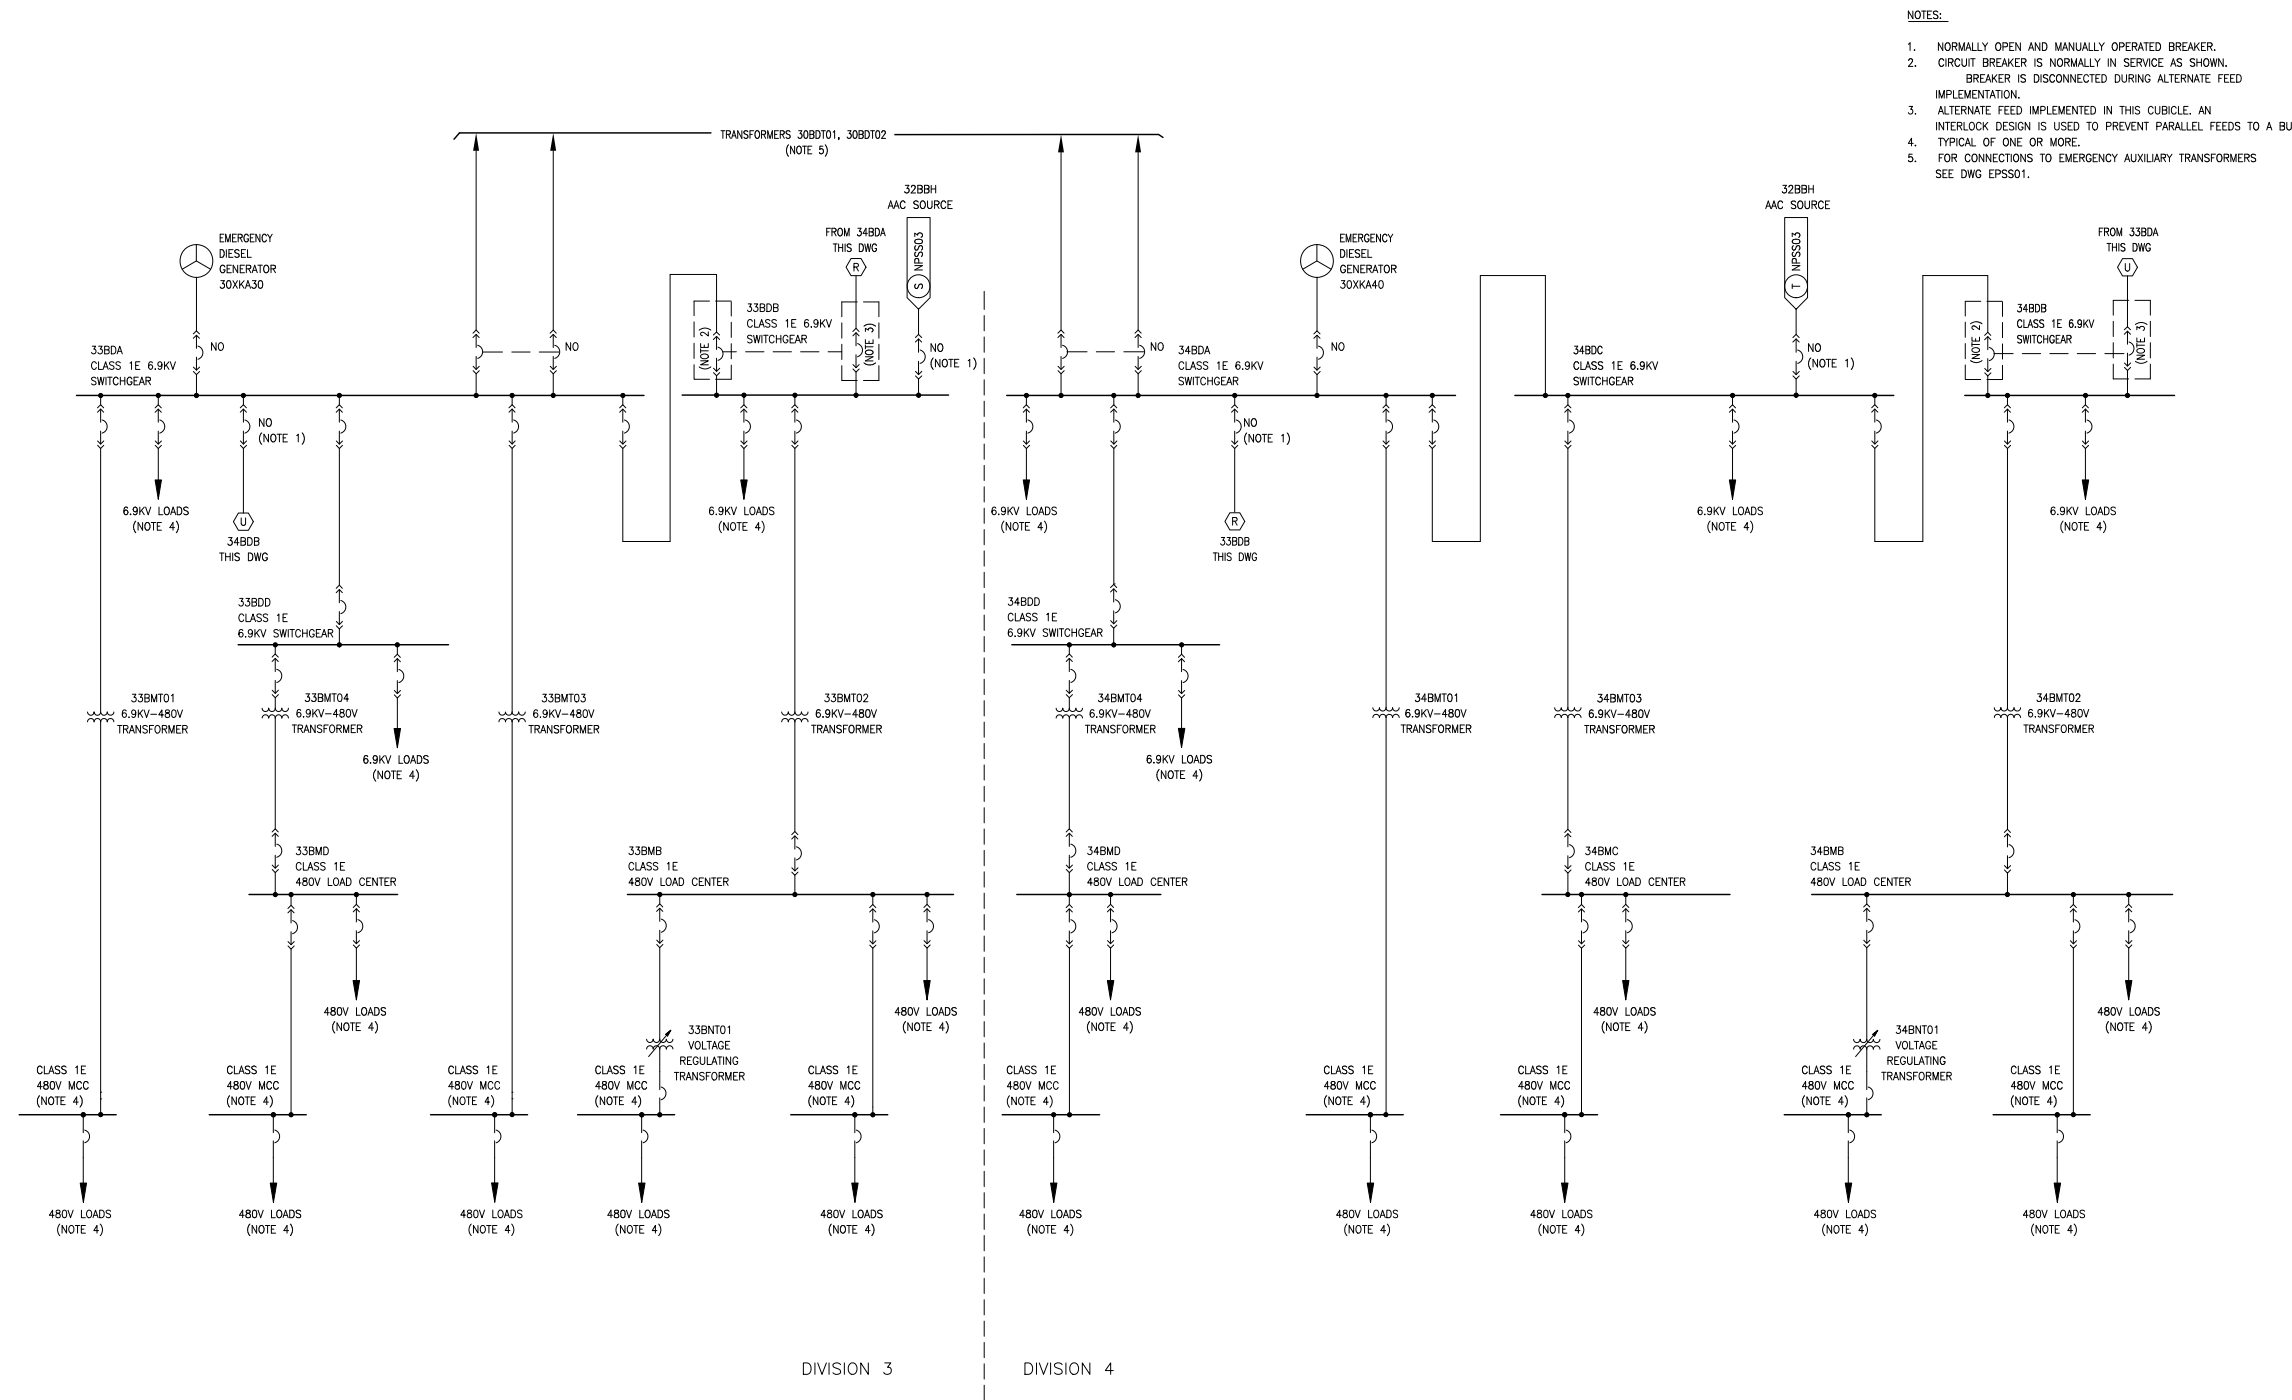 NOTES:
1. NORMALLY OPEN AND MANUALLY OPERATED BREAKER.
2. CIRCUIT BREAKER IS NORMALLY IN SERVICE AS SHOWN.
BREAKER IS DISCONNECTED DURING ALTERNATE FEED
IMPLEMENTATION.
3. ALTERNATE FEED IMPLEMENTED IN THIS CUBICLE. AN
INTERLOCK DESIGN IS USED TO PREVENT PARALLEL FEEDS TO A BU
4. TYPICAL OF ONE OR MORE.
5. FOR CONNECTIONS TO EMERGENCY AUXILIARY TRANSFORMERS
SEE DWG EPSS01.
TRANSFORMERS 30BDT01, 30BDT02
(NOTE 5)
EMERGENCY
DIESEL
GENERATOR
30XKA30
NO
33BDA
CLASS 1E 6.9KV
SWITCHGEAR
NO
(NOTE 2)
33BDB
CLASS 1E 6.9KV
SWITCHGEAR
FROM 34BDA
THIS DWG
R
(NOTE 3)
32BBH
AAC SOURCE
NPSS03
S
NO
(NOTE 1)
NO
34BDA
CLASS 1E 6.9KV
SWITCHGEAR
EMERGENCY
DIESEL
GENERATOR
30XKA40
NO
34BDC
CLASS 1E 6.9KV
SWITCHGEAR
32BBH
AAC SOURCE
NPSS03
T
NO
(NOTE 1)
(NOTE 2)
34BDB
CLASS 1E 6.9KV
SWITCHGEAR
FROM 33BDA
THIS DWG
U
(NOTE 3)
6.9KV LOADS
(NOTE 4)
NO
(NOTE 1)
U
34BDB
THIS DWG
6.9KV LOADS
(NOTE 4)
6.9KV LOADS
(NOTE 4)
NO
(NOTE 1)
R
33BDB
THIS DWG
6.9KV LOADS
(NOTE 4)
6.9KV LOADS
(NOTE 4)
33BDD
CLASS 1E
6.9KV SWITCHGEAR
34BDD
CLASS 1E
6.9KV SWITCHGEAR
33BMT01
6.9KV-480V
TRANSFORMER
33BMT04
6.9KV-480V
TRANSFORMER
6.9KV LOADS
(NOTE 4)
33BMT03
6.9KV-480V
TRANSFORMER
33BMT02
6.9KV-480V
TRANSFORMER
34BMT04
6.9KV-480V
TRANSFORMER
6.9KV LOADS
(NOTE 4)
34BMT01
6.9KV-480V
TRANSFORMER
34BMT03
6.9KV-480V
TRANSFORMER
34BMT02
6.9KV-480V
TRANSFORMER
33BMD
CLASS 1E
480V LOAD CENTER
33BMB
CLASS 1E
480V LOAD CENTER
34BMD
CLASS 1E
480V LOAD CENTER
34BMC
CLASS 1E
480V LOAD CENTER
34BMB
CLASS 1E
480V LOAD CENTER
480V LOADS
(NOTE 4)
480V LOADS
(NOTE 4)
480V LOADS
(NOTE 4)
480V LOADS
(NOTE 4)
480V LOADS
(NOTE 4)
33BNT01
VOLTAGE
REGULATING
TRANSFORMER
34BNT01
VOLTAGE
REGULATING
TRANSFORMER
CLASS 1E
480V MCC
(NOTE 4)
CLASS 1E
480V MCC
(NOTE 4)
CLASS 1E
480V MCC
(NOTE 4)
CLASS 1E
480V MCC
(NOTE 4)
CLASS 1E
480V MCC
(NOTE 4)
CLASS 1E
480V MCC
(NOTE 4)
CLASS 1E
480V MCC
(NOTE 4)
CLASS 1E
480V MCC
(NOTE 4)
CLASS 1E
480V MCC
(NOTE 4)
CLASS 1E
480V MCC
(NOTE 4)
480V LOADS
(NOTE 4)
480V LOADS
(NOTE 4)
480V LOADS
(NOTE 4)
480V LOADS
(NOTE 4)
480V LOADS
(NOTE 4)
480V LOADS
(NOTE 4)
480V LOADS
(NOTE 4)
480V LOADS
(NOTE 4)
480V LOADS
(NOTE 4)
480V LOADS
(NOTE 4)
DIVISION 3
DIVISION 4